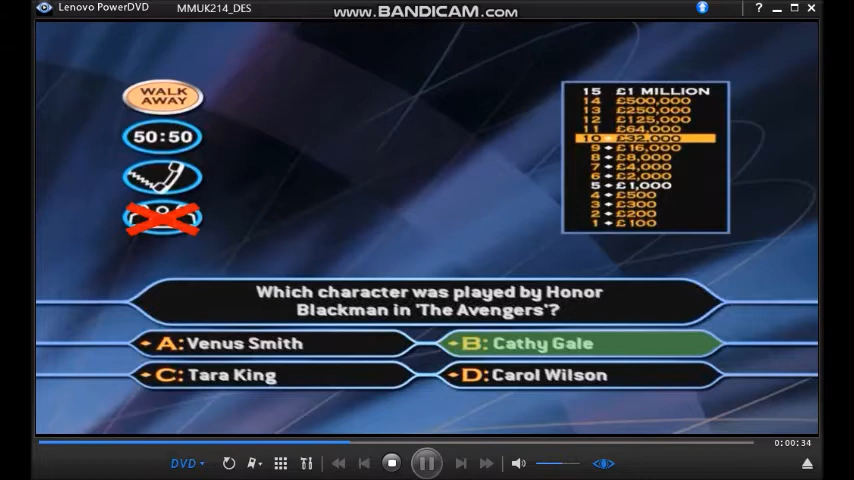 Lenovo PowerDVD
MMUK214_DES
www.BANDICAM.com
?
WALK
AWAY
50:50
15 £1 MILLION
14 £500,000
13 £250,000
12 £125,000
11 £64,000
10 £32,000
9 £16,000
8 £8,000
7 £4,000
6 £2,000
5 £1,000
4 £500
3 £300
2 £200
1 £100
Which character was played by Honor
Blackman in 'The Avengers'?
A: Venus Smith
B: Cathy Gale
C: Tara King
D: Carol Wilson
0:00:34
DVD